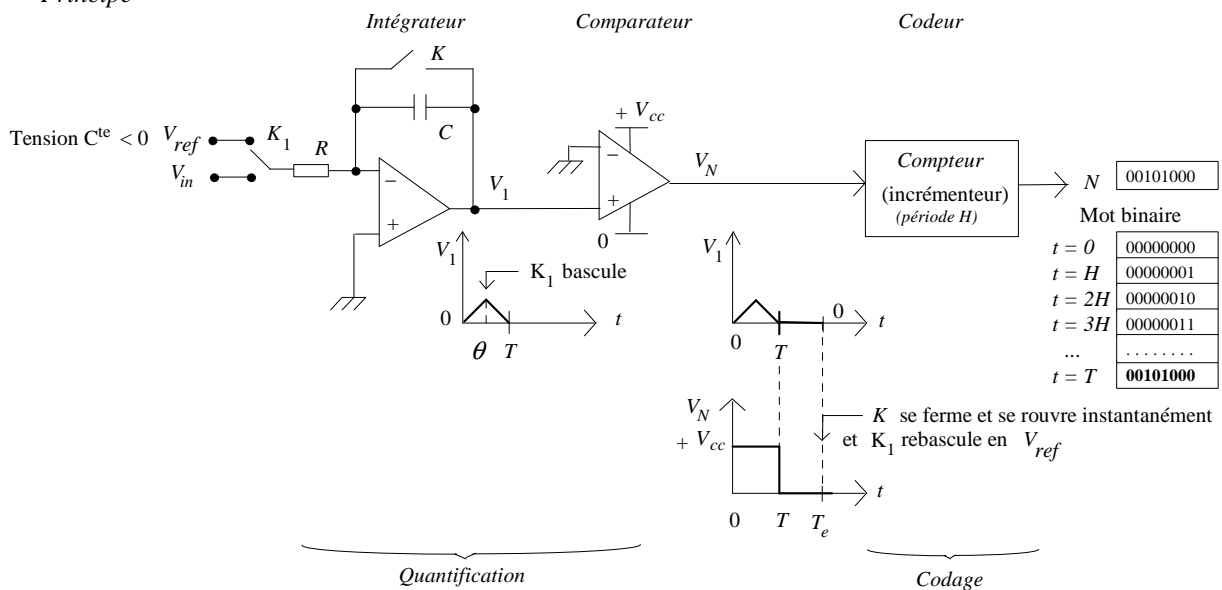 Principe
Intégrateur
Comparateur
Codeur
K
C
Tension Cte < 0 Vref
Vin
K1
R
−
+
V1
+ Vcc
−
+
0
VN
Compteur
(incrémenteur)
(période H)
N 00101000
Mot binaire
t = 0 00000000
t = H 00000001
t = 2H 00000010
t = 3H 00000011
... . . . . . . . .
t = T 00101000
V1
K1 bascule
0
θ
T
t
V1
0
0
T
t
VN
+ Vcc
K se ferme et se rouvre instantanément
et K1 rebascule en Vref
t
0
T
Te
Quantification
Codage